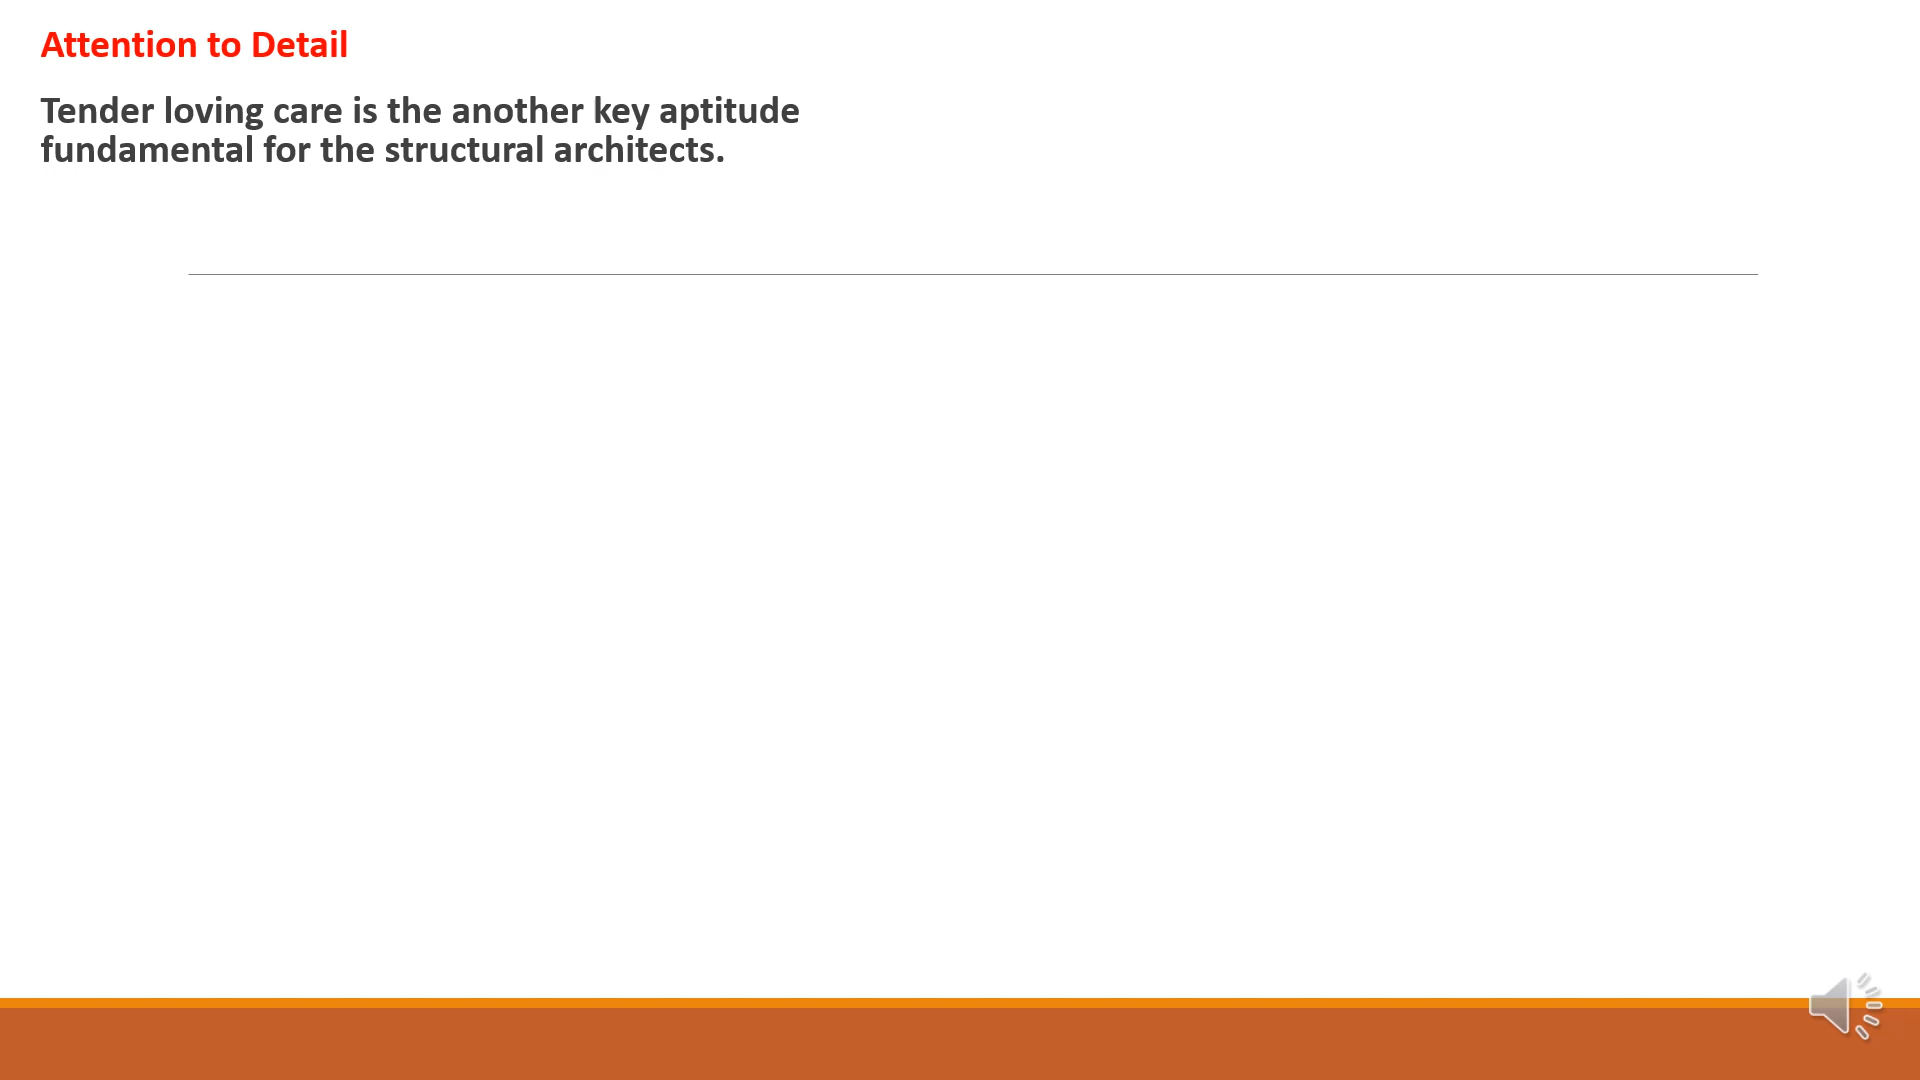 Attention to Detail
Tender loving care is the another key aptitude
fundamental for the structural architects.